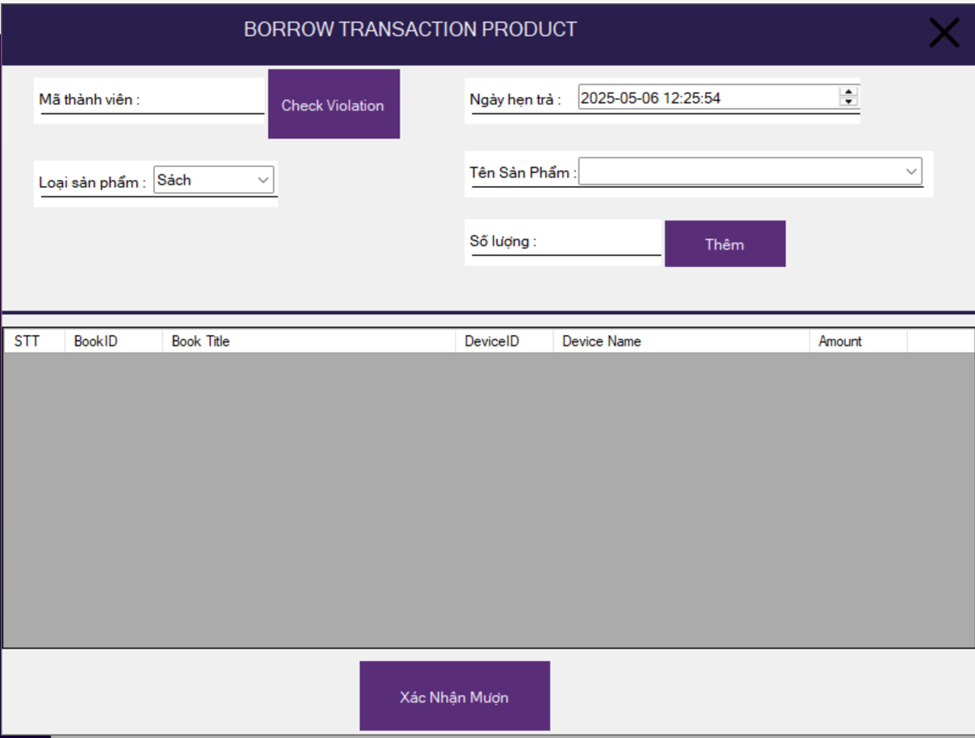 BORROW TRANSACTION PRODUCT
Mã thành viên :
Check Violation
Ngày hẹn trả :
2025-05-06 12:25:54
Loại sản phẩm :
Sách
Tên Sản Phẩm :
Số lượng :
Thêm
STT BookID Book Title DeviceID Device Name Amount
Xác Nhận Mượn